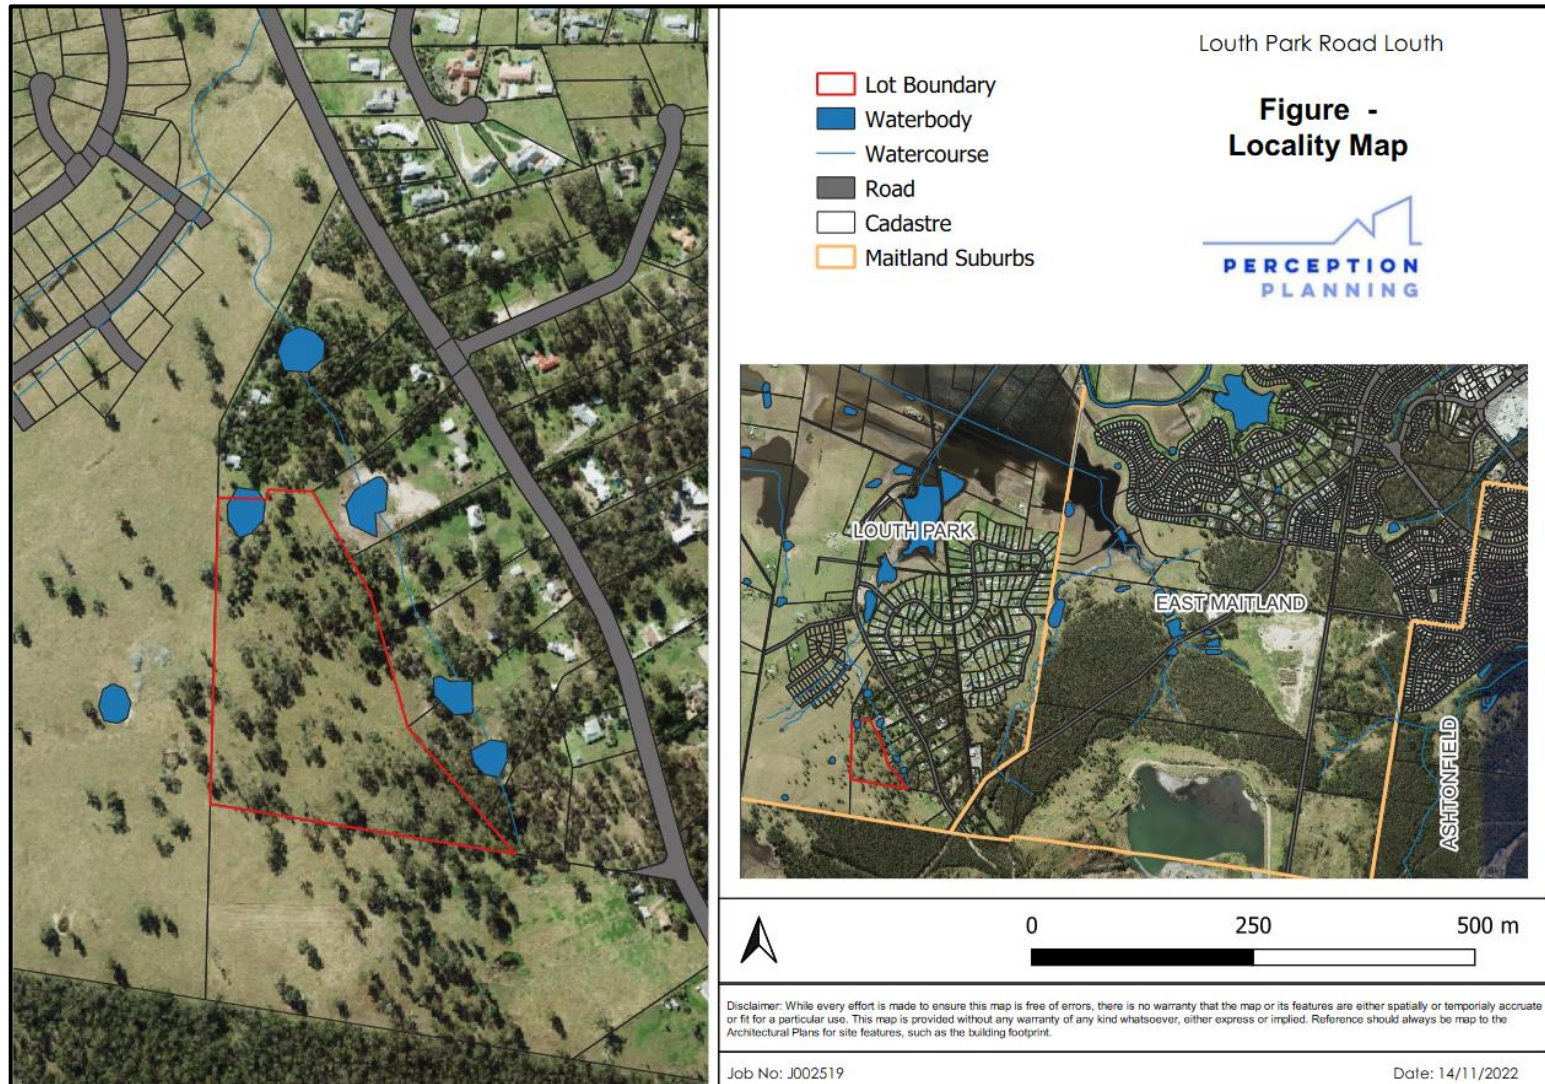 Louth Park Road Louth
Figure -
Locality Map
PERCEPTION
PLANNING
Lot Boundary
Waterbody
Watercourse
Road
Cadastre
Maitland Suburbs
LOUTH PARK
EAST MAITLAND
ASHTONFIELD
0 250 500 m
Disclaimer: While every effort is made to ensure this map is free of errors, there is no warranty that the map or its features are either spatially or temporialy accruate
or fit for a particular use. This map is provided without any warranty of any kind whatsoever, either express or implied. Reference should always be map to the
Architectural Plans for site features, such as the building footprint.
Job No: J002519
Date: 14/11/2022